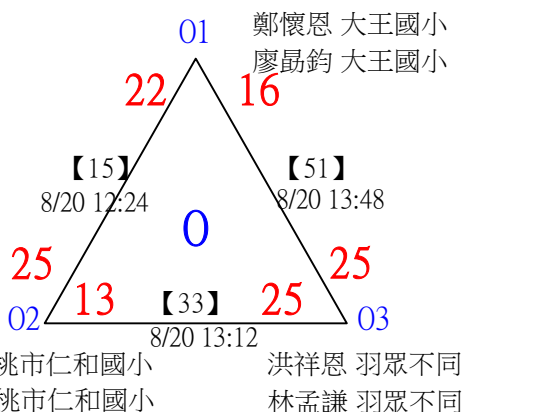 01
鄭懷恩 大王國小
廖勗鈞 大王國小
22
16
【15】
8/20 12:24
【51】
8/20 13:48
0
25
25
13
25
【33】
8/20 13:12
02
03
桃市仁和國小
洪祥恩 羽眾不同
桃市仁和國小
林孟謙 羽眾不同